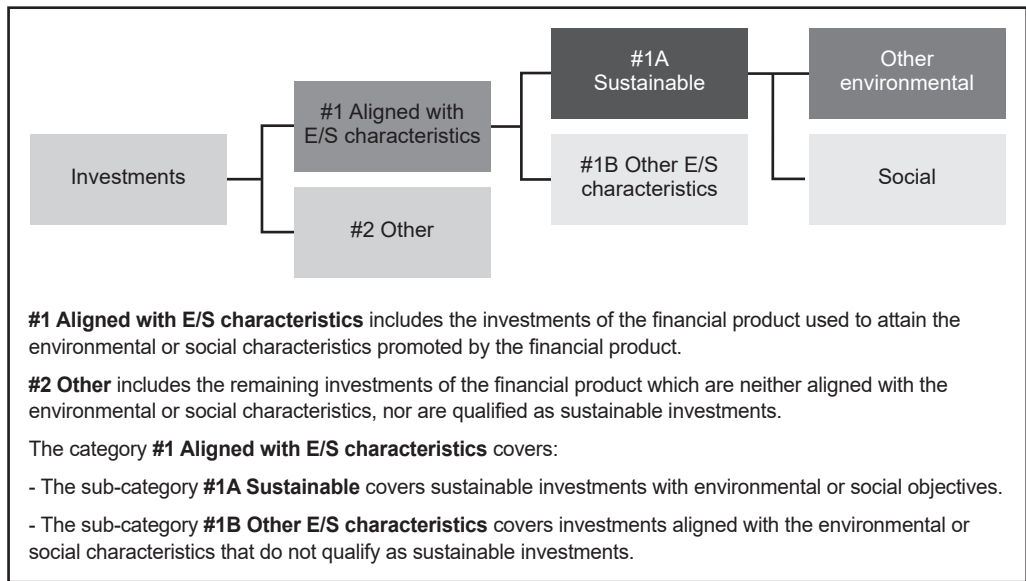 Investments
#1 Aligned with
E/S characteristics
#2 Other
#1A
Sustainable
#1B Other E/S
characteristics
Other
environmental
Social
#1 Aligned with E/S characteristics includes the investments of the financial product used to attain the
environmental or social characteristics promoted by the financial product.
#2 Other includes the remaining investments of the financial product which are neither aligned with the
environmental or social characteristics, nor are qualified as sustainable investments.
The category #1 Aligned with E/S characteristics covers:
- The sub-category #1A Sustainable covers sustainable investments with environmental or social objectives.
- The sub-category #1B Other E/S characteristics covers investments aligned with the environmental or
social characteristics that do not qualify as sustainable investments.